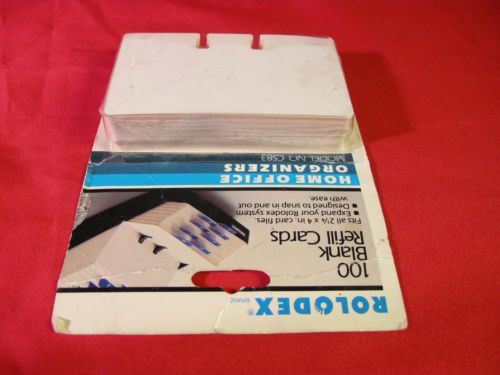 ROLODEX® BRAND
100
Blank
Refill Cards
Fits all 2¼ x 4 in. card files.
■ Expand your Rolodex system
■ Designed to snap in and out
with ease.
HOME OFFICE
ORGANIZERS
MODEL NO. C583